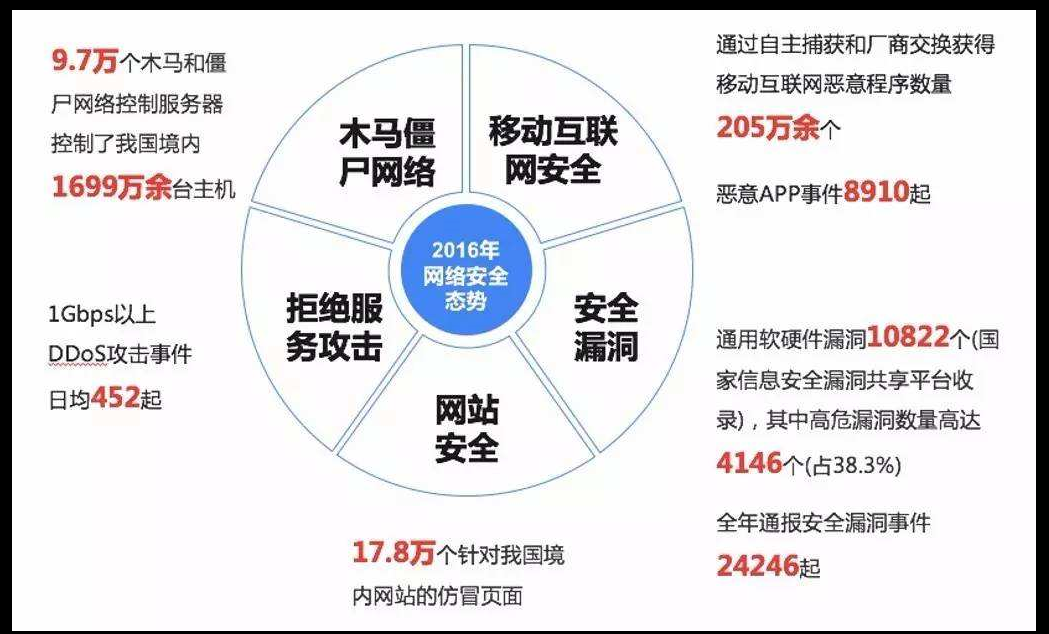 9.7万个木马和僵
尸网络控制服务器
控制了我国境内
1699万余台主机
木马僵
尸网络
移动互联
网安全
通过自主捕获和厂商交换获得
移动互联网恶意程序数量
205万余个
恶意APP事件8910起
2016年
网络安全
态势
1Gbps以上
DDoS攻击事件
日均452起
拒绝服
务攻击
安全
漏洞
通用软硬件漏洞10822个(国
家信息安全漏洞共享平台收
录)，其中高危漏洞数量高达
4146个(占38.3%)
网站
安全
全年通报安全漏洞事件
24246起
17.8万个针对我国境
内网站的仿冒页面